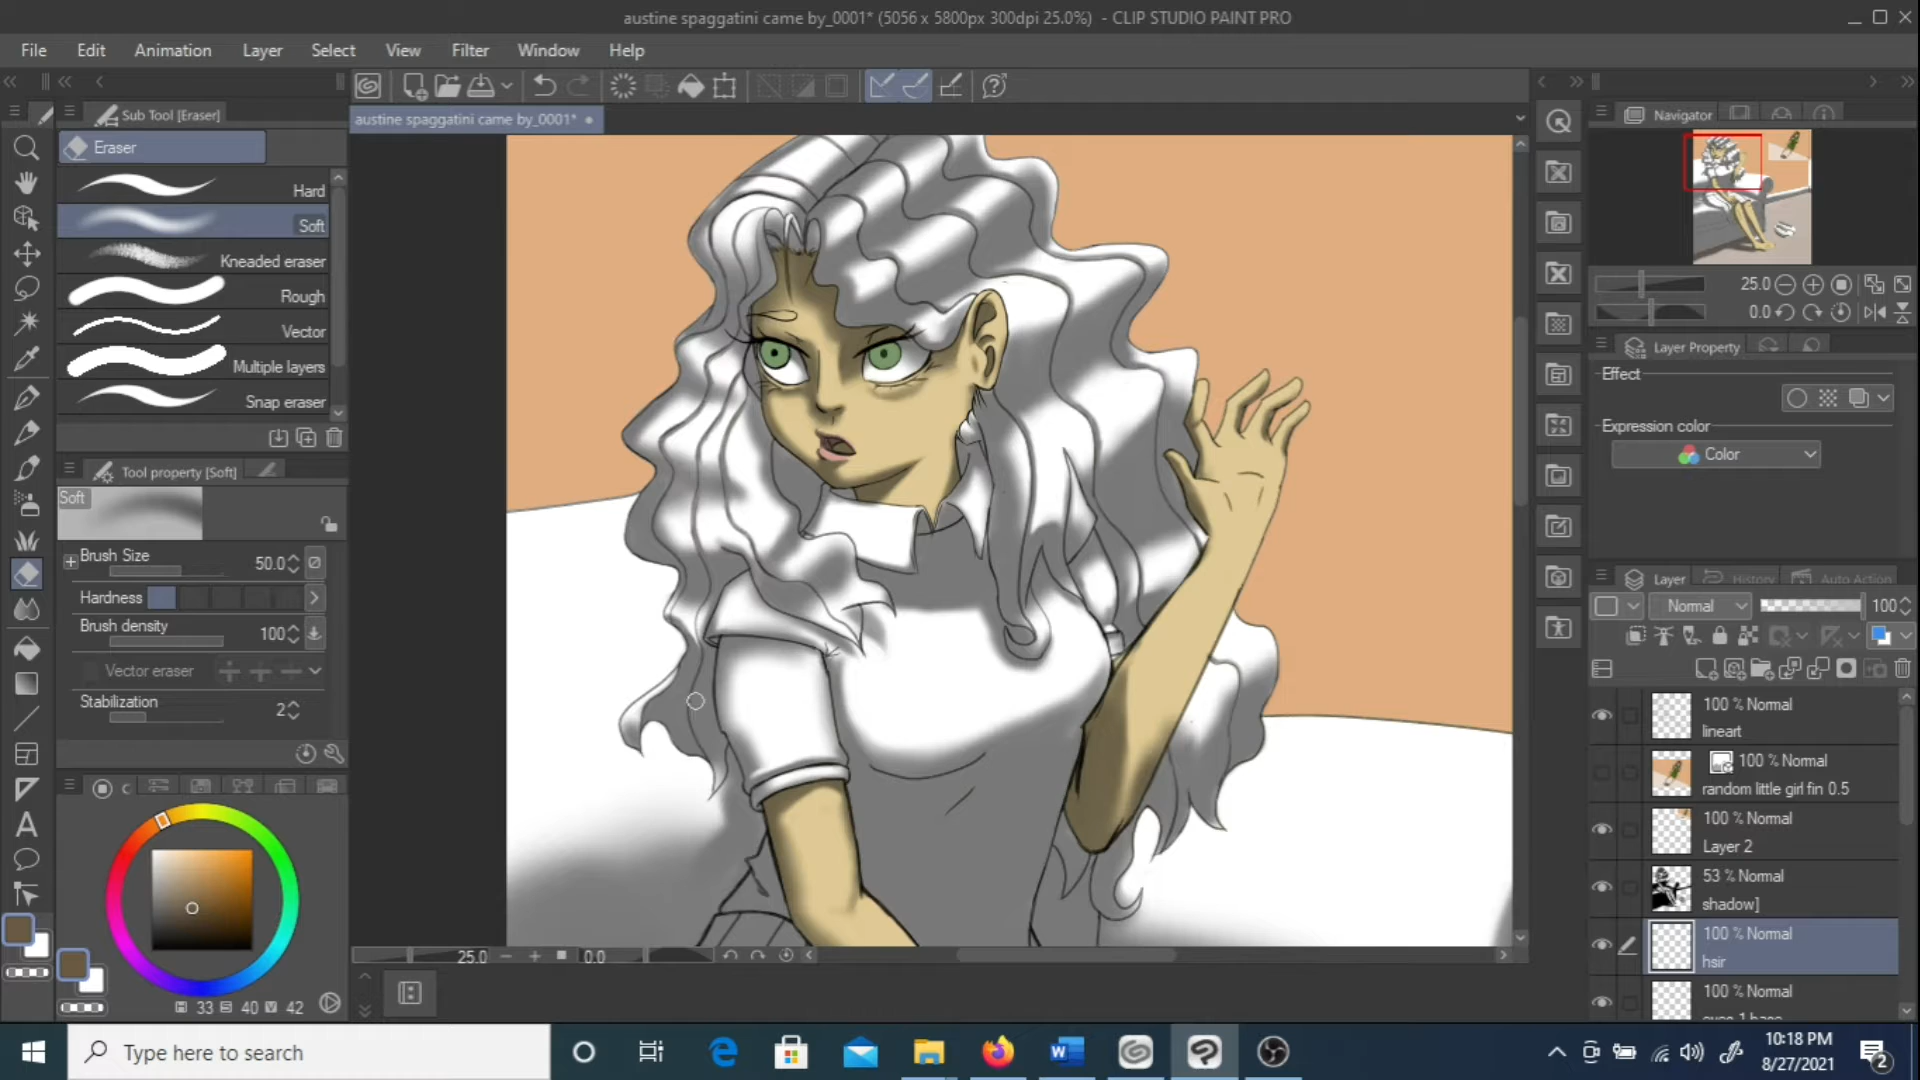 austine spaggatini came by_0001* (5056 x 5800px 300dpi 25.0%) - CLIP STUDIO PAINT PRO
File Edit Animation Layer Select View Filter Window Help
Sub Tool [Eraser]
austine spaggatini came by_0001*
Navigator
Eraser
Hard
Soft
Kneaded eraser
Rough
Vector
Multiple layers
Snap eraser
25.0
0.0
Layer Property
Effect
Expression color
Color
Tool property [Soft]
Soft
Brush Size 50.0
Hardness
Brush density 100
Vector eraser
Stabilization 2
Layer History Auto Action
Normal 100
100 % Normal
lineart
100 % Normal
random little girl fin 0.5
100 % Normal
Layer 2
53 % Normal
shadow]
100 % Normal
hsir
100 % Normal
25.0 0.0
C
H 33 S 40 V 42
Type here to search
10:18 PM
8/27/2021
2